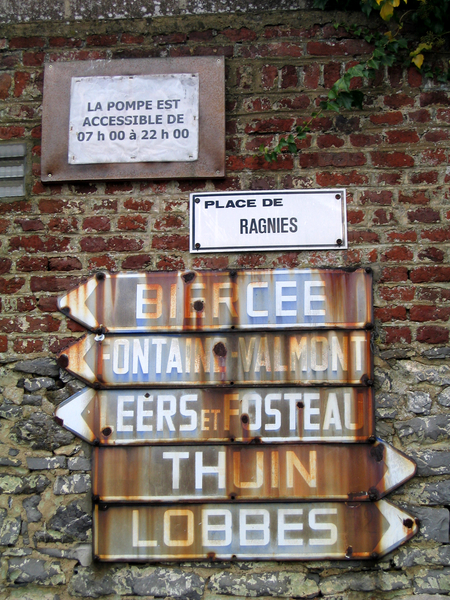 LA POMPE EST
ACCESSIBLE DE
07 h 00 à 22 h 00
PLACE DE
RAGNIES
BIERCEE
FONTAINE-VALMONT
LEERS ET FOSTEAU
THUIN
LOBBES